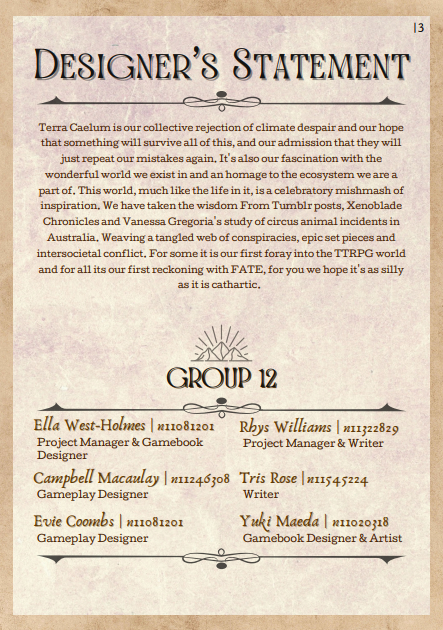 |3
Designer's Statement
Terra Caelum is our collective rejection of climate despair and our hope
that something will survive all of this, and our admission that they will
just repeat our mistakes again. It's also our fascination with the
wonderful world we exist in and an homage to the ecosystem we are a
part of. This world, much like the life in it, is a celebratory mishmash of
inspiration. We have taken the wisdom From Tumblr posts, Xenoblade
Chronicles and Vanessa Gregoria's study of circus animal incidents in
Australia. Weaving a tangled web of conspiracies, epic set pieces and
intersocietal conflict. For some it is our first foray into the TTRPG world
and for all its our first reckoning with FATE, for you we hope it's as silly
as it is cathartic.
GROUP 12
Ella West-Holmes | n11081201
Project Manager & Gamebook
Designer
Rhys Williams | n11322829
Project Manager & Writer
Campbell Macaulay | n11246308
Gameplay Designer
Tris Rose | n11545224
Writer
Evie Coombs | n11081201
Gameplay Designer
Yuki Maeda | n11020318
Gamebook Designer & Artist